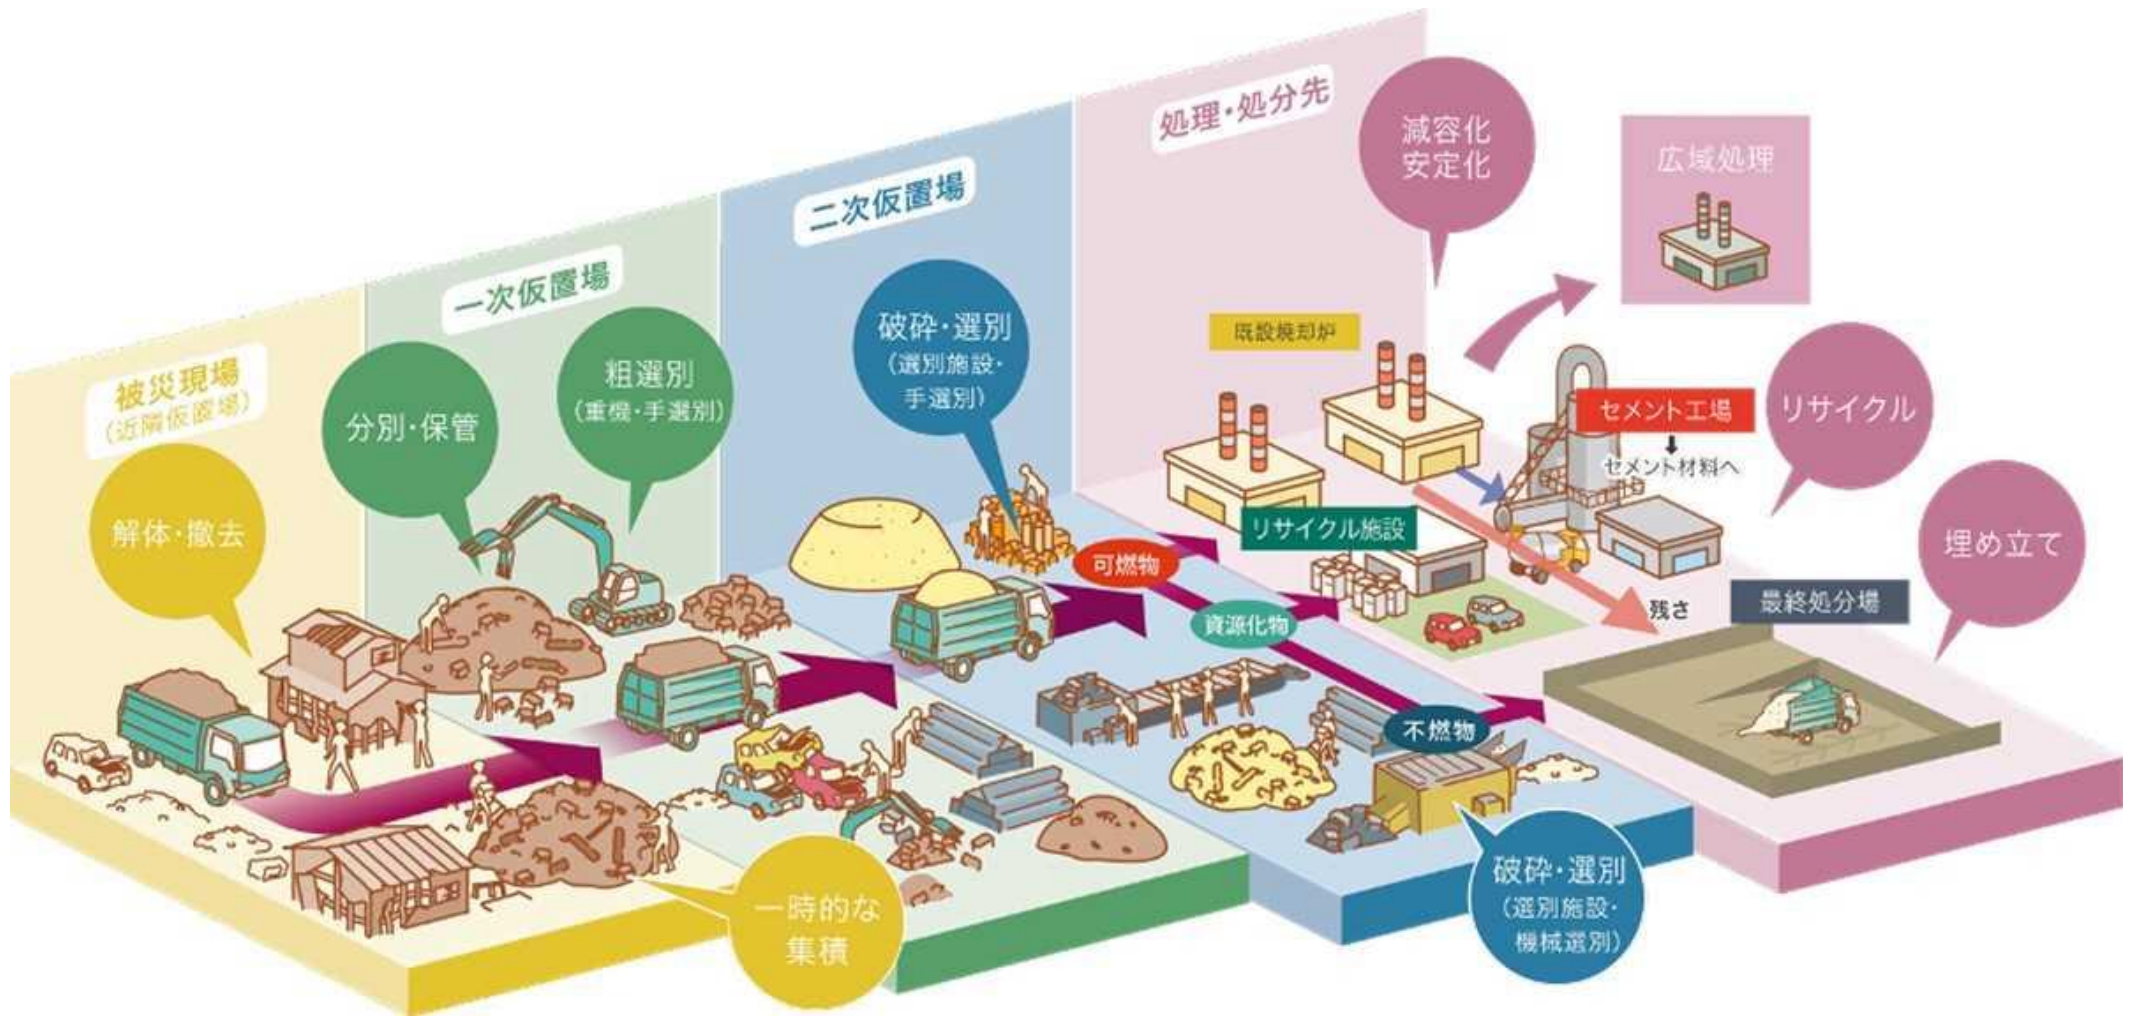 被災現場
(近隣仮置場)
解体・撤去
一時的な
集積
一次仮置場
分別・保管
粗選別
(重機・手選別)
二次仮置場
破砕・選別
(選別施設・
手選別)
可燃物
資源化物
不燃物
破砕・選別
(選別施設・
機械選別)
処理・処分先
減容化
安定化
広域処理
既設焼却炉
セメント工場
セメント材料へ
リサイクル
リサイクル施設
残さ
最終処分場
埋め立て